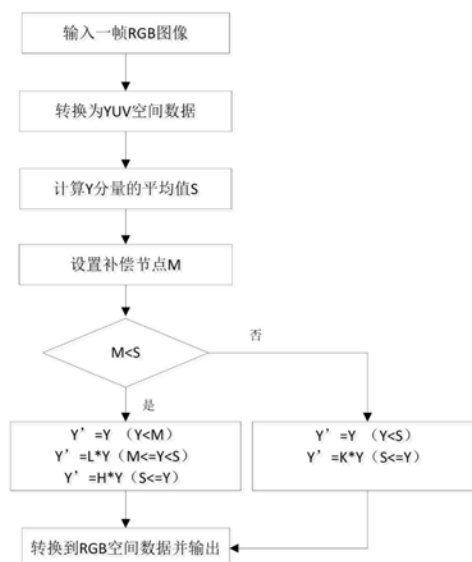 输入一帧RGB图像
转换为YUV空间数据
计算Y分量的平均值S
设置补偿节点M
M<S
否
是
Y’=Y （Y<M）
Y’=L*Y（M<=Y<S）
Y’=H*Y（S<=Y）
Y’=Y （Y<S）
Y’=K*Y（S<=Y）
转换到RGB空间数据并输出